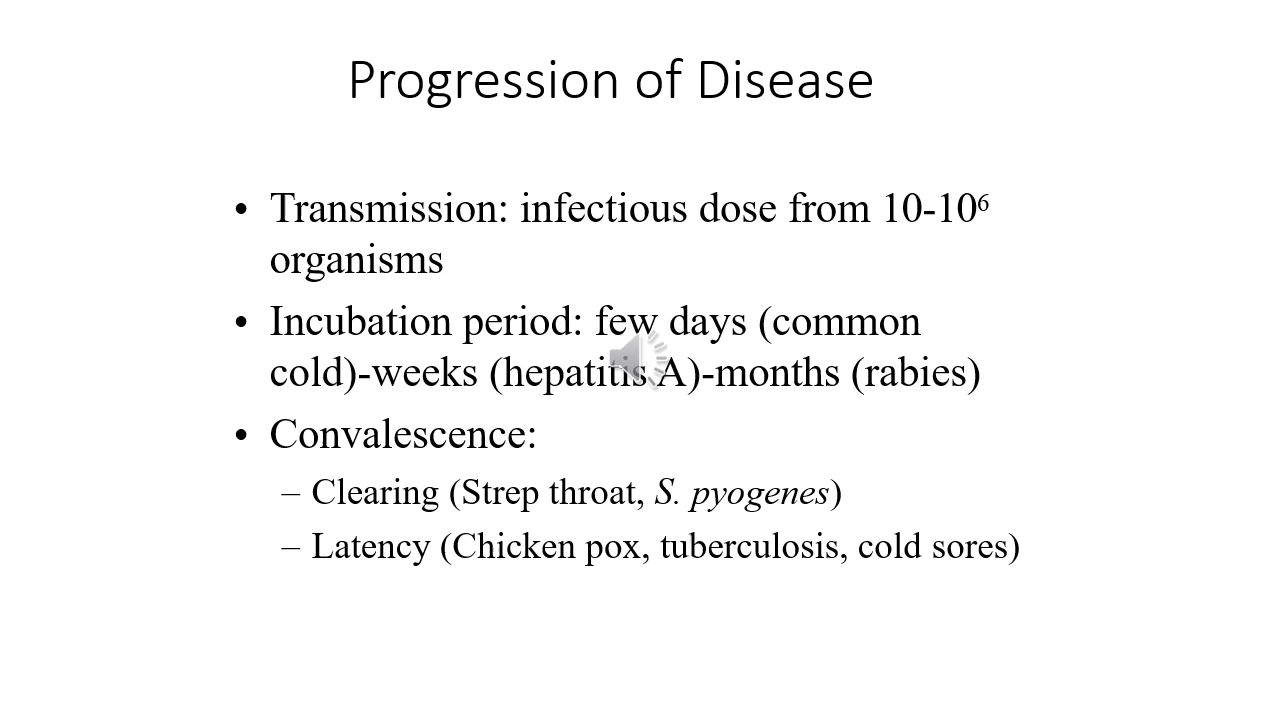 Progression of Disease
• Transmission: infectious dose from 10-10⁶
organisms
• Incubation period: few days (common
cold)-weeks (hepatitis A)-months (rabies)
• Convalescence:
– Clearing (Strep throat, S. pyogenes)
– Latency (Chicken pox, tuberculosis, cold sores)